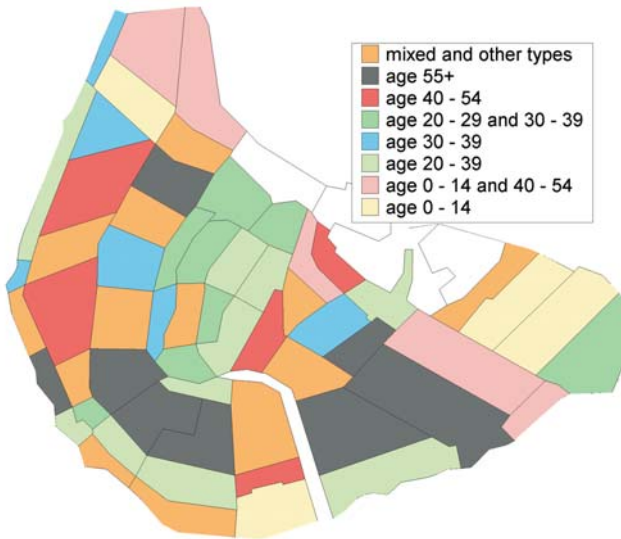 mixed and other types
age 55+
age 40 - 54
age 20 - 29 and 30 - 39
age 30 - 39
age 20 - 39
age 0 - 14 and 40 - 54
age 0 - 14